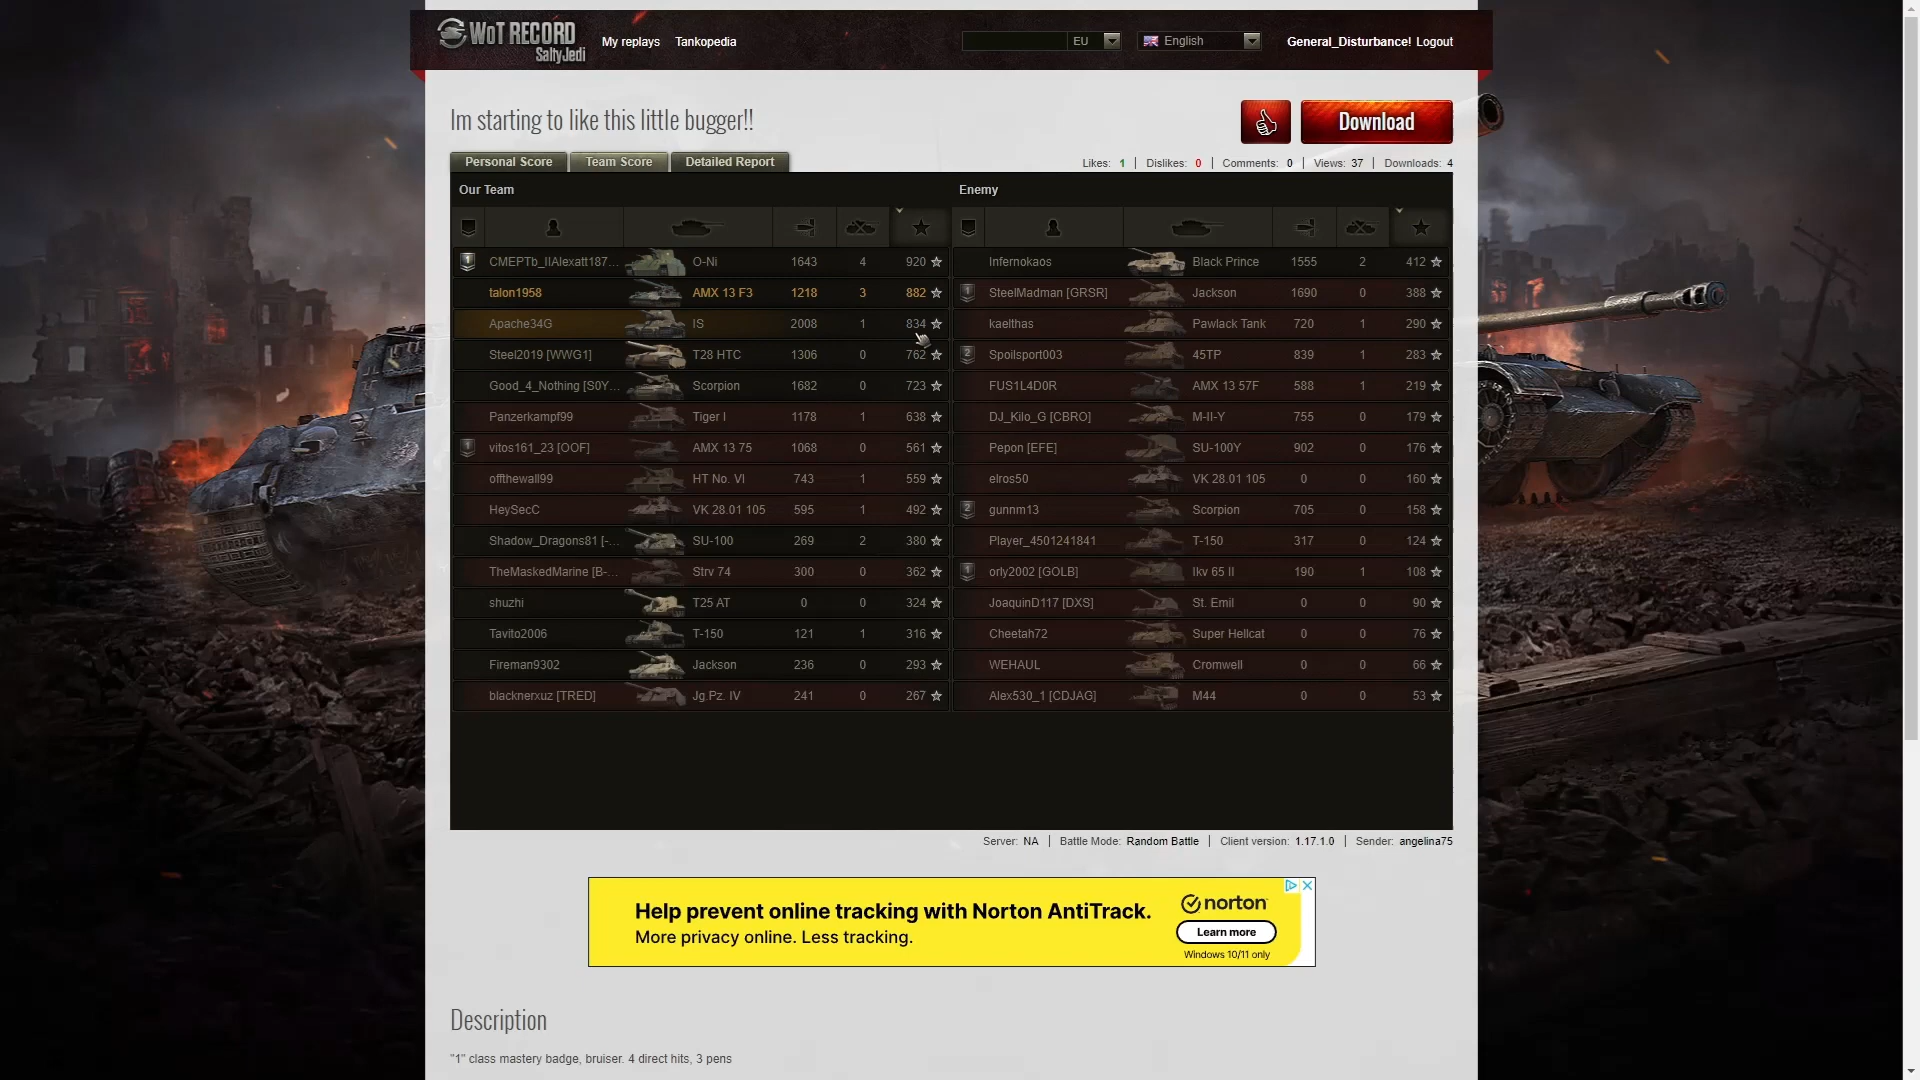 WoT RECORD
SaltyJedi
My replays Tankopedia EU English General_Disturbance! Logout
Im starting to like this little bugger!!
Download
Personal Score Team Score Detailed Report
Likes: 1 | Dislikes: 0 | Comments: 0 | Views: 37 | Downloads: 4
Our Team
1 CMEPTb_IIAlexatt187... O-Ni 1643 4 920
talon1958 AMX 13 F3 1218 3 882
Apache34G IS 2008 1 834
Steel2019 [WWG1] T28 HTC 1306 0 762
Good_4_Nothing [S0Y... Scorpion 1682 0 723
Panzerkampf99 Tiger I 1178 1 638
1 vitos161_23 [OOF] AMX 13 75 1068 0 561
offthewall99 HT No. VI 743 1 559
HeySecC VK 28.01 105 595 1 492
Shadow_Dragons81 [-... SU-100 269 2 380
TheMaskedMarine [B-... Strv 74 300 0 362
shuzhi T25 AT 0 0 324
Tavito2006 T-150 121 1 316
Fireman9302 Jackson 236 0 293
blacknerxuz [TRED] Jg.Pz. IV 241 0 267
Enemy
Infernokaos Black Prince 1555 2 412
1 SteelMadman [GRSR] Jackson 1690 0 388
kaelthas Pawlack Tank 720 1 290
2 Spoilsport003 45TP 839 1 283
FUS1L4D0R AMX 13 57F 588 1 219
DJ_Kilo_G [CBRO] M-II-Y 755 0 179
Pepon [EFE] SU-100Y 902 0 176
elros50 VK 28.01 105 0 0 160
2 gunnm13 Scorpion 705 0 158
Player_4501241841 T-150 317 0 124
1 orly2002 [GOLB] Ikv 65 II 190 1 108
JoaquinD117 [DXS] St. Emil 0 0 90
Cheetah72 Super Hellcat 0 0 76
WEHAUL Cromwell 0 0 66
Alex530_1 [CDJAG] M44 0 0 53
Server: NA | Battle Mode: Random Battle | Client version: 1.17.1.0 | Sender: angelina75
Help prevent online tracking with Norton AntiTrack.
More privacy online. Less tracking.
norton
Learn more
Windows 10/11 only
Description
"1" class mastery badge, bruiser. 4 direct hits, 3 pens